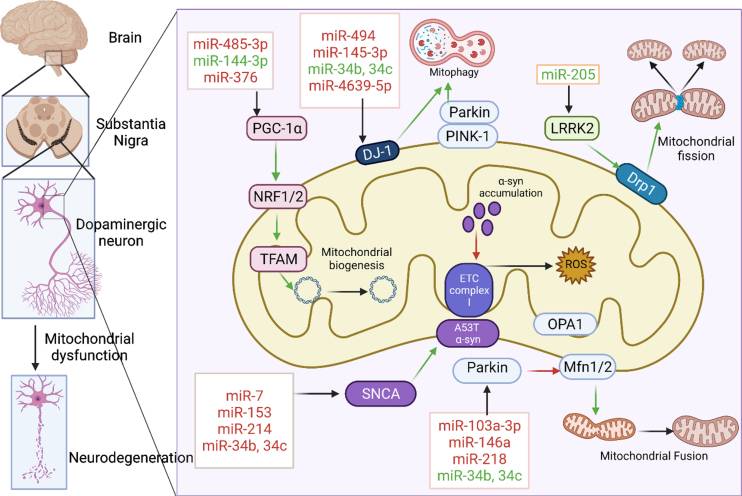 Brain
Substantia
Nigra
Dopaminergic
neuron
Mitochondrial
dysfunction
Neurodegeneration
miR-485-3p
miR-144-3p
miR-376
PGC-1α
NRF1/2
TFAM
Mitochondrial
biogenesis
miR-494
miR-145-3p
miR-34b, 34c
miR-4639-5p
DJ-1
Mitophagy
Parkin
PINK-1
α-syn
accumulation
ETC
complex
I
A53T
α-syn
ROS
miR-205
LRRK2
Drp1
Mitochondrial
fission
OPA1
Mfn1/2
Parkin
miR-7
miR-153
miR-214
miR-34b, 34c
SNCA
miR-103a-3p
miR-146a
miR-218
miR-34b, 34c
Mitochondrial Fusion